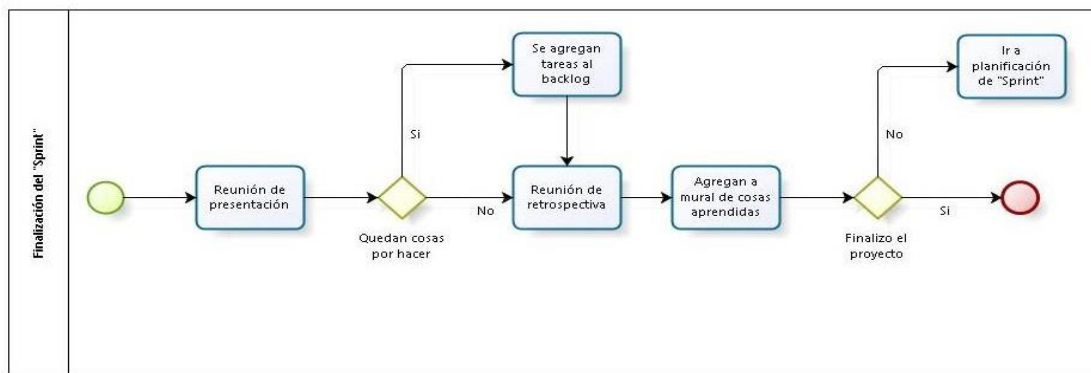 Finalización del "Sprint"
Reunión de
presentación
Quedan cosas
por hacer
Si
No
Se agregan
tareas al
backlog
Reunión de
retrospectiva
Agregan a
mural de cosas
aprendidas
Finalizo el
proyecto
No
Si
Ir a
planificación
de "Sprint"